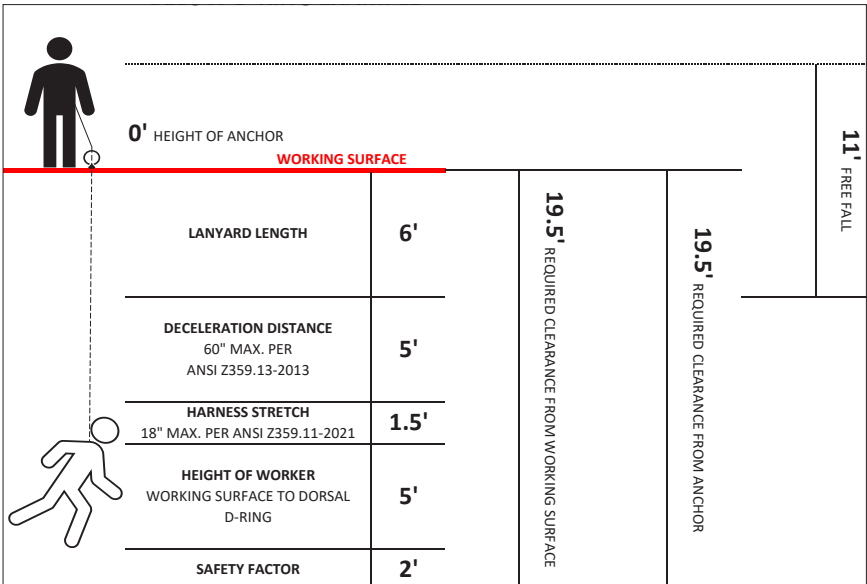 0' HEIGHT OF ANCHOR
WORKING SURFACE
LANYARD LENGTH
6'
DECELERATION DISTANCE
60" MAX. PER
ANSI Z359.13-2013
5'
HARNESS STRETCH
18" MAX. PER ANSI Z359.11-2021
1.5'
HEIGHT OF WORKER
WORKING SURFACE TO DORSAL
D-RING
5'
SAFETY FACTOR
2'
19.5' REQUIRED CLEARANCE FROM WORKING SURFACE
19.5' REQUIRED CLEARANCE FROM ANCHOR
11' FREE FALL